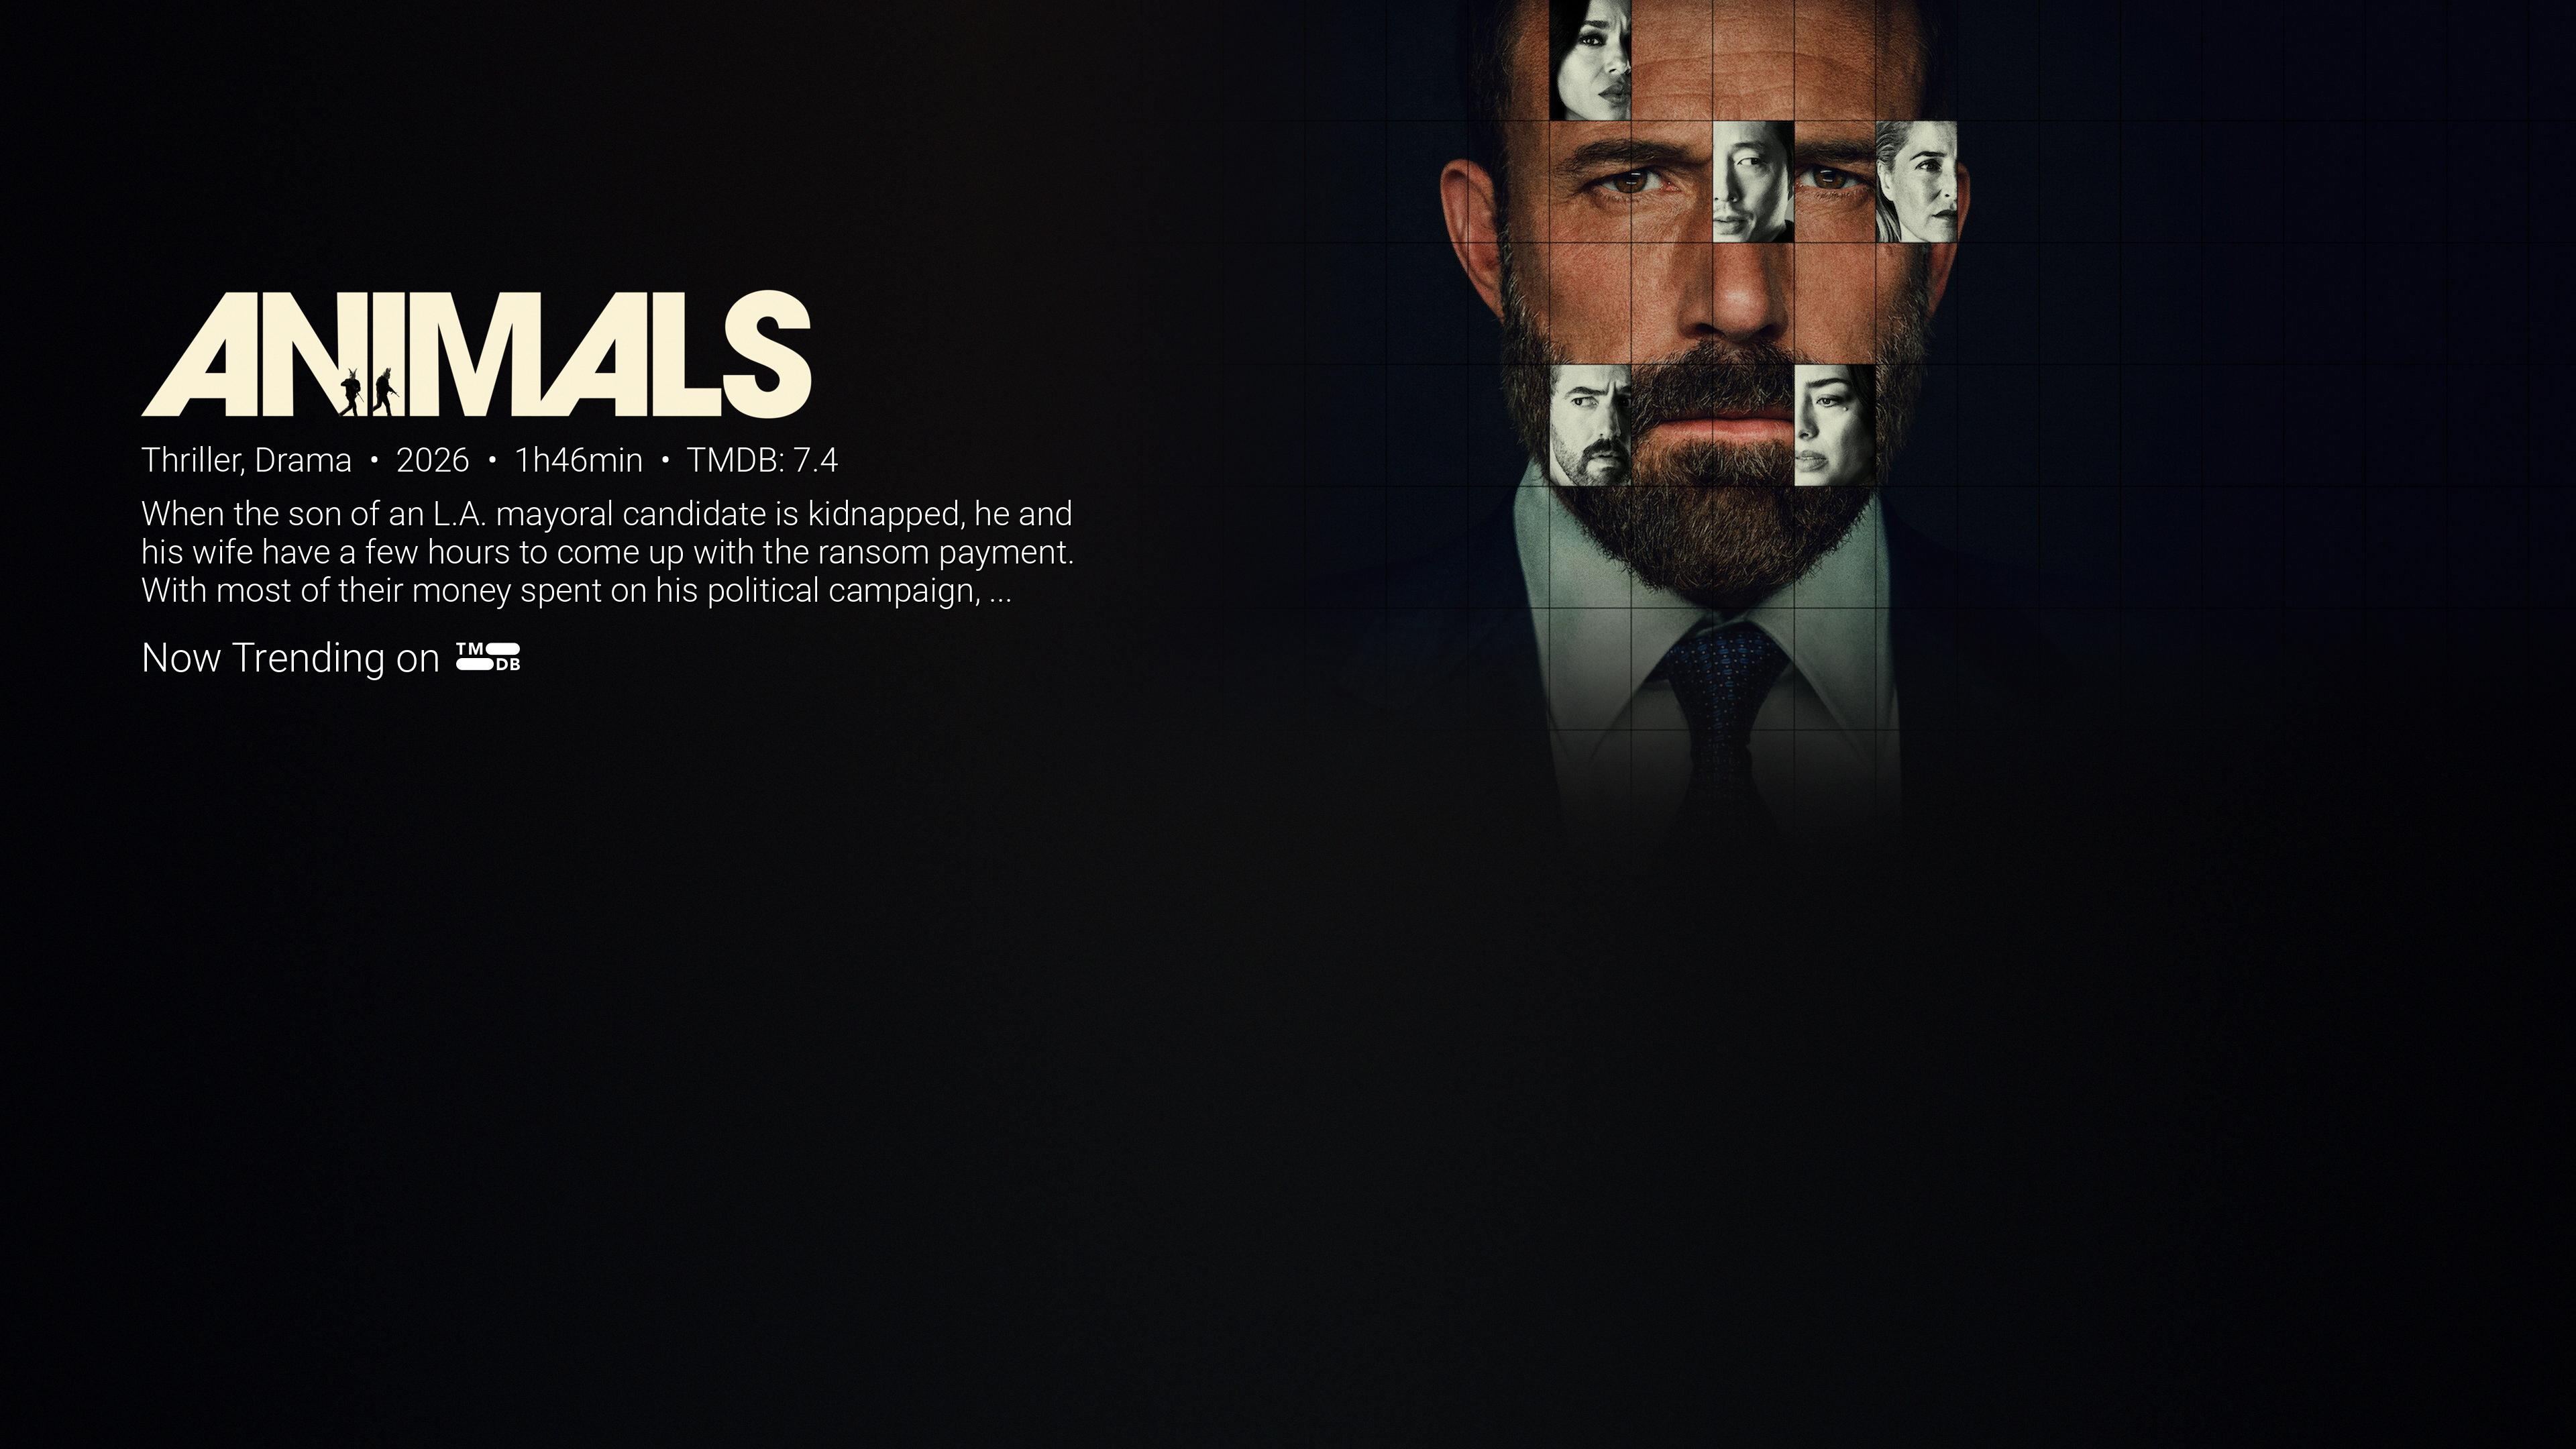 ANIMALS
Thriller, Drama • 2026 • 1h46min • TMDB: 7.4
When the son of an L.A. mayoral candidate is kidnapped, he and
his wife have a few hours to come up with the ransom payment.
With most of their money spent on his political campaign, ...
Now Trending on TMDB